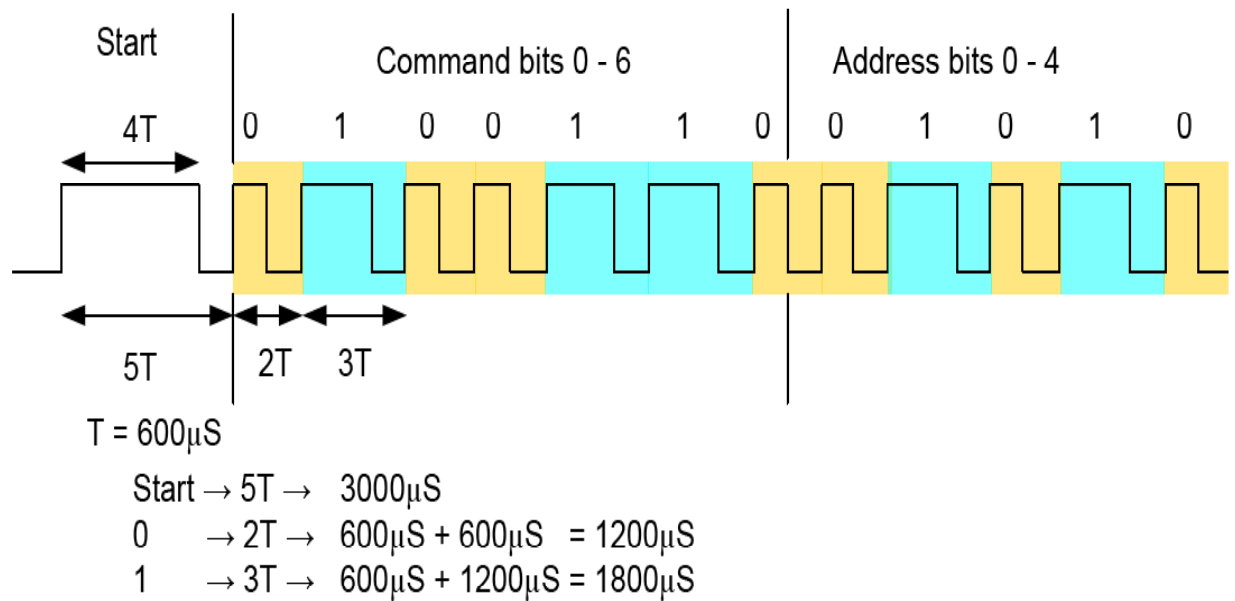 Start
Command bits 0 - 6
Address bits 0 - 4
4T
0 1 0 0 1 1 0 0 1 0 1 0
5T
2T
3T
T = 600µS
Start → 5T → 3000µS
0 → 2T → 600µS + 600µS = 1200µS
1 → 3T → 600µS + 1200µS = 1800µS